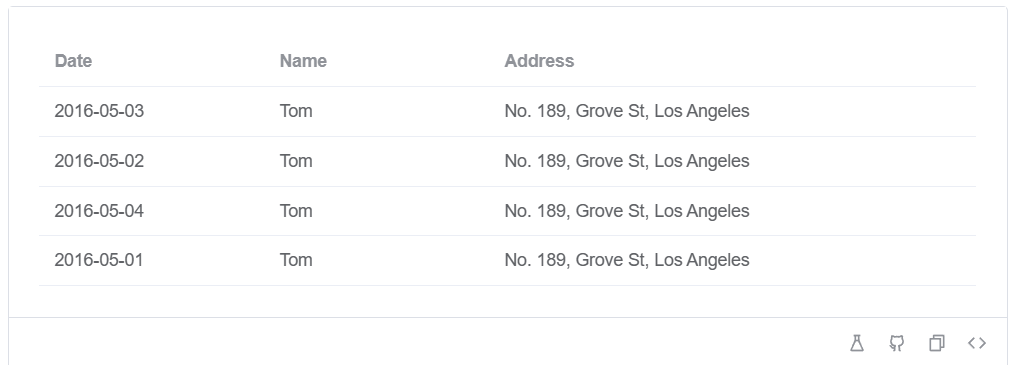 Date Name Address
2016-05-03 Tom No. 189, Grove St, Los Angeles
2016-05-02 Tom No. 189, Grove St, Los Angeles
2016-05-04 Tom No. 189, Grove St, Los Angeles
2016-05-01 Tom No. 189, Grove St, Los Angeles